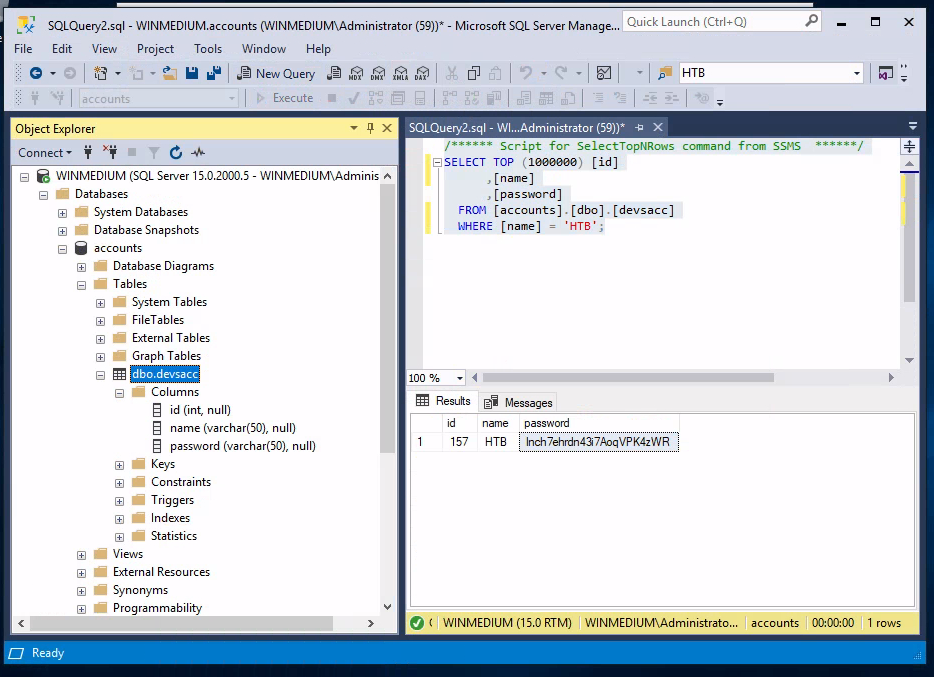 SQLQuery2.sql - WINMEDIUM.accounts (WINMEDIUM\Administrator (59))* - Microsoft SQL Server Manage...
Quick Launch (Ctrl+Q)
File Edit View Project Tools Window Help
New Query
MDX DMX XMLA DAX
HTB
accounts
Execute
Object Explorer
Connect
WINMEDIUM (SQL Server 15.0.2000.5 - WINMEDIUM\Adminis
Databases
System Databases
Database Snapshots
accounts
Database Diagrams
Tables
System Tables
FileTables
External Tables
Graph Tables
dbo.devsacc
Columns
id (int, null)
name (varchar(50), null)
password (varchar(50), null)
Keys
Constraints
Triggers
Indexes
Statistics
Views
External Resources
Synonyms
Programmability
SQLQuery2.sql - WI...Administrator (59))*
/****** Script for SelectTopNRows command from SSMS ******/
SELECT TOP (1000000) [id]
,[name]
,[password]
FROM [accounts].[dbo].[devsacc]
WHERE [name] = 'HTB';
100 %
Results Messages
id name password
1 157 HTB lnch7ehrdn43i7AoqVPK4zWR
WINMEDIUM (15.0 RTM) WINMEDIUM\Administrato... accounts 00:00:00 1 rows
Ready